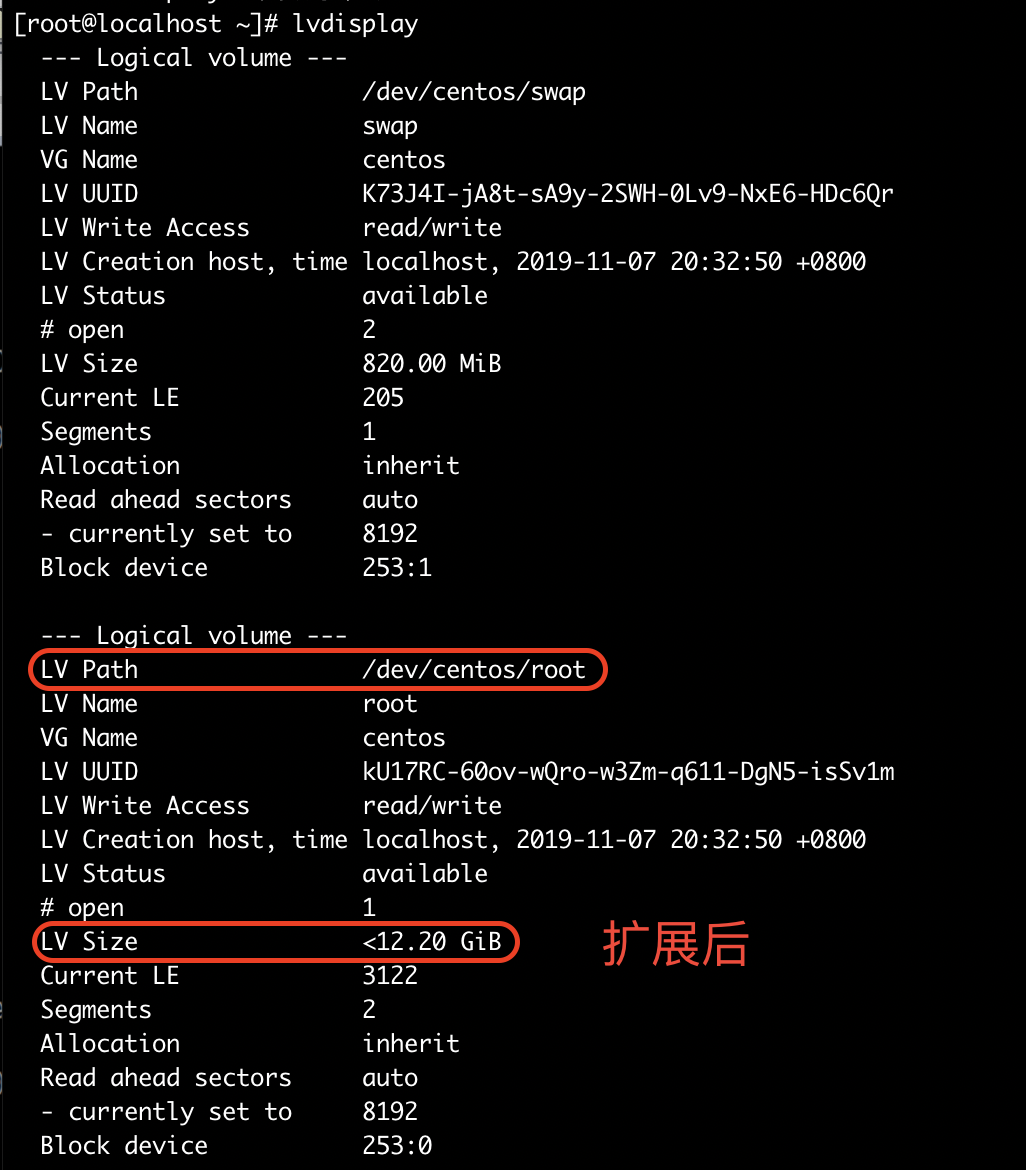 [root@localhost ~]# lvdisplay
--- Logical volume ---
LV Path                /dev/centos/swap
LV Name                swap
VG Name                centos
LV UUID                K73J4I-jA8t-sA9y-2SWH-0Lv9-NxE6-HDc6Qr
LV Write Access        read/write
LV Creation host, time localhost, 2019-11-07 20:32:50 +0800
LV Status              available
# open                 2
LV Size                820.00 MiB
Current LE             205
Segments               1
Allocation             inherit
Read ahead sectors     auto
- currently set to     8192
Block device           253:1
--- Logical volume ---
LV Path                /dev/centos/root
LV Name                root
VG Name                centos
LV UUID                kU17RC-60ov-wQro-w3Zm-q611-DgN5-isSv1m
LV Write Access        read/write
LV Creation host, time localhost, 2019-11-07 20:32:50 +0800
LV Status              available
# open                 1
LV Size                <12.20 GiB
扩展后
Current LE             3122
Segments               2
Allocation             inherit
Read ahead sectors     auto
- currently set to     8192
Block device           253:0